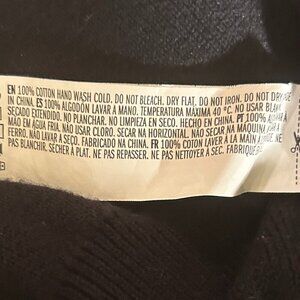 EN 100% COTTON HAND WASH COLD. DO NOT BLEACH. DRY FLAT. DO NOT IRON. DO NOT DR
IN CHINA. ES 100% ALGODÓN LAVAR A MANO. TEMPERATURA MÁXIMA 40 °C. NO USAR BLAN
SECADO EXTENDIDO. NO PLANCHAR. NO LIMPIEZA EN SECO. HECHO EN CHINA. PT 100% ALGO
MÃO EM ÁGUA FRIA. NÃO USAR CLORO. SECAR NA HORIZONTAL. NÃO SECAR NA MÁQUINA
FERRO. NÃO LAVAR A SECO. FABRICADO NA CHINA. FR 100% COTON LAVER À LA MAIN
PAS BLANCHIR. SÉCHER À PLAT. NE PAS REPASSER. NE PAS NETTOYER À SEC. FABRIQUÉ